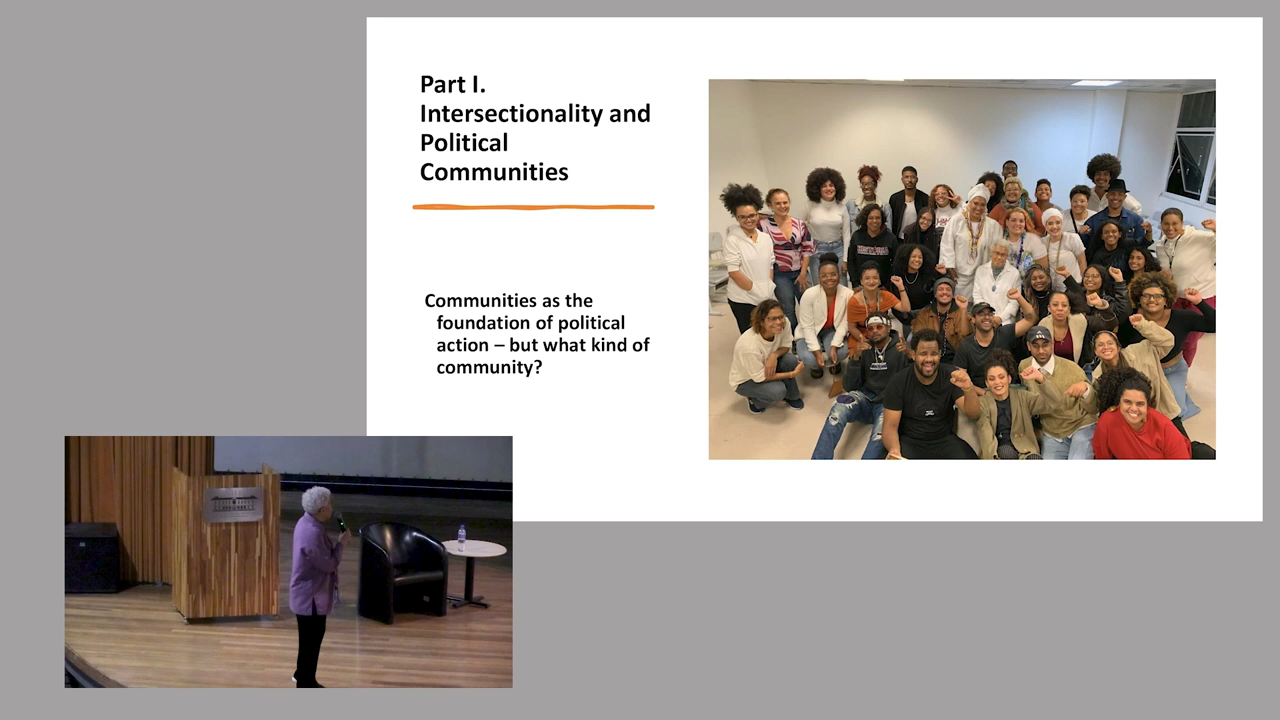 Part I.
Intersectionality and
Political
Communities
Communities as the
foundation of political
action – but what kind of
community?